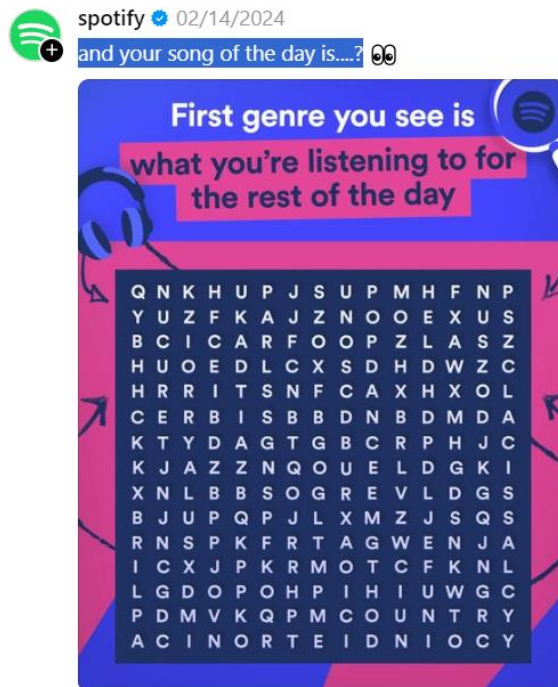 spotify 02/14/2024
and your song of the day is....? 👀
First genre you see is
what you're listening to for
the rest of the day
Q N K H U P J S U P M H F N P
Y U Z F K A J Z N O O E X U S
B C I C A R F O O P Z L A S Z
H U O E D L C X S D H D W Z C
H R R I T S N F C A X H X O L
C E R B I S B B D N B D M D A
K T Y D A G T G B C R P H J C
K J A Z Z N Q O U E L D G K I
X N L B B S O G R E V L D G S
B J U P Q P J L X M Z J S Q S
R N S P K F R T A G W E N J A
I C X J P K R M O T C F K N L
L G D O P O H P I H I U W G C
P D M V K Q P M C O U N T R Y
A C I N O R T E I D N I O C Y